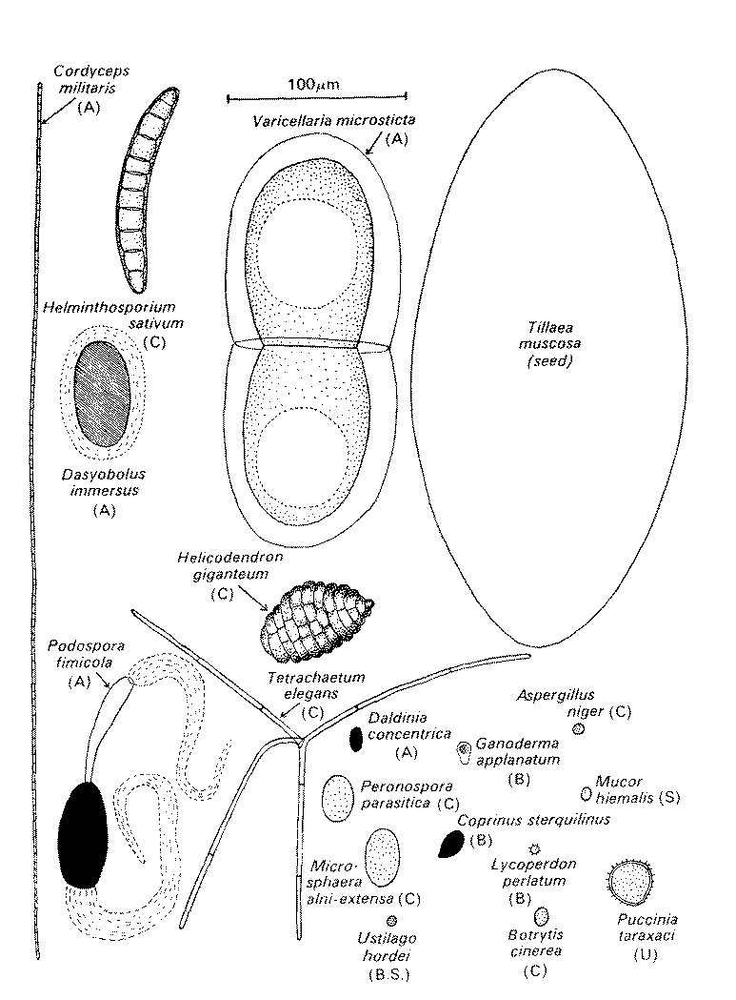 Cordyceps
militaris
(A)
100μm
Varicellaria microsticta
(A)
Helminthosporium
sativum
(C)
Tillaea
muscosa
(seed)
Dasyobolus
immersus
(A)
Helicodendron
giganteum
(C)
Podospora
fimicola
(A)
Tetrachaetum
elegans
(C)
Aspergillus
niger (C)
Daldinia
concentrica
(A)
Ganoderma
applanatum
(B)
Peronospora
parasitica (C)
Mucor
hiemalis (S)
Coprinus sterquilinus
(B)
Micro-
sphaera
alni-extensa (C)
Lycoperdon
perlatum
(B)
Puccinia
taraxaci
(U)
Ustilago
hordei
(B.S.)
Botrytis
cinerea
(C)